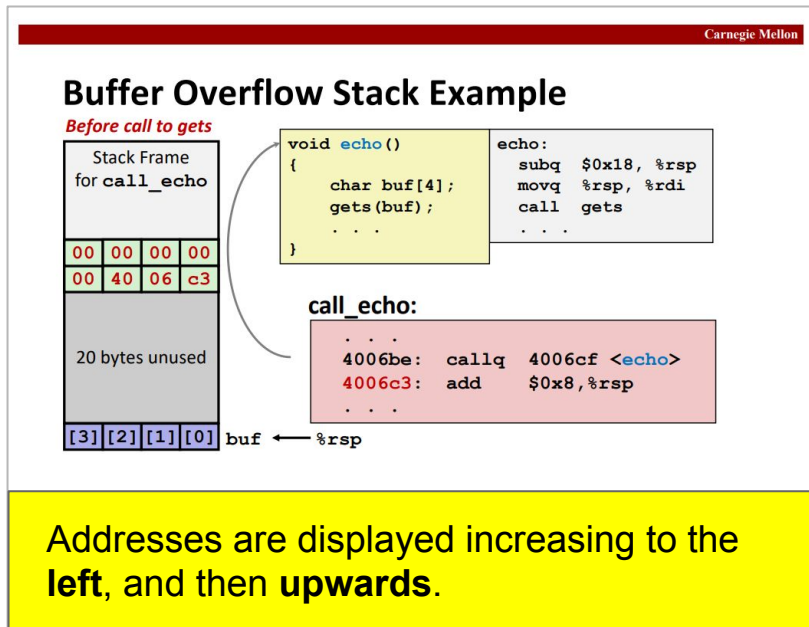 Carnegie Mellon
Buffer Overflow Stack Example
Before call to gets
Stack Frame
for call_echo
00 00 00 00
00 40 06 c3
20 bytes unused
[3] [2] [1] [0] buf ← %rsp
void echo()
{
    char buf[4];
    gets(buf);
    . . .
}
echo:
  subq  $0x18, %rsp
  movq  %rsp, %rdi
  call  gets
  . . .
call_echo:
. . .
4006be:  callq  4006cf <echo>
4006c3:  add    $0x8,%rsp
. . .
Addresses are displayed increasing to the
left, and then upwards.